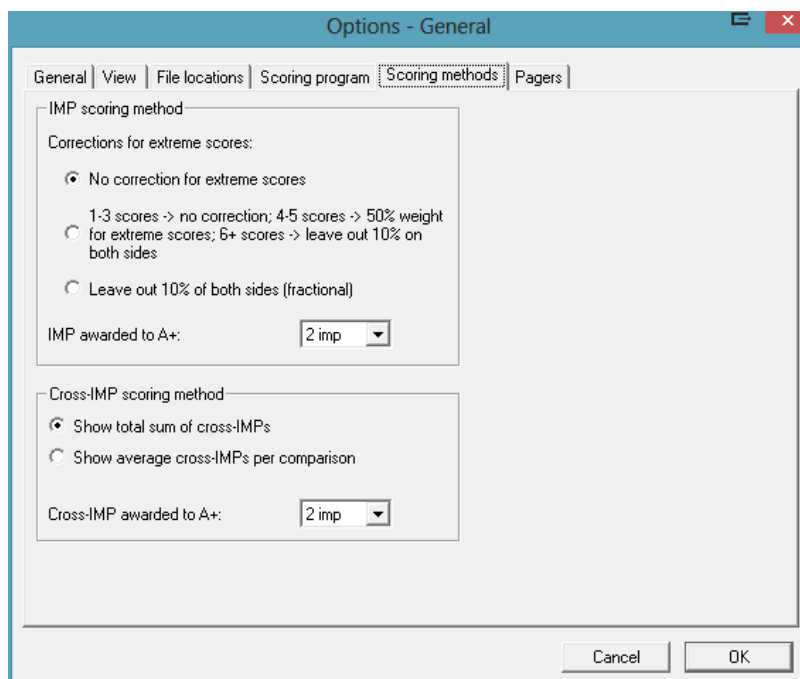 Options - General
General View File locations Scoring program Scoring methods Pagers
IMP scoring method
Corrections for extreme scores:
No correction for extreme scores
1-3 scores -> no correction; 4-5 scores -> 50% weight
for extreme scores; 6+ scores -> leave out 10% on
both sides
Leave out 10% of both sides (fractional)
IMP awarded to A+: 2 imp
Cross-IMP scoring method
Show total sum of cross-IMPs
Show average cross-IMPs per comparison
Cross-IMP awarded to A+: 2 imp
Cancel OK